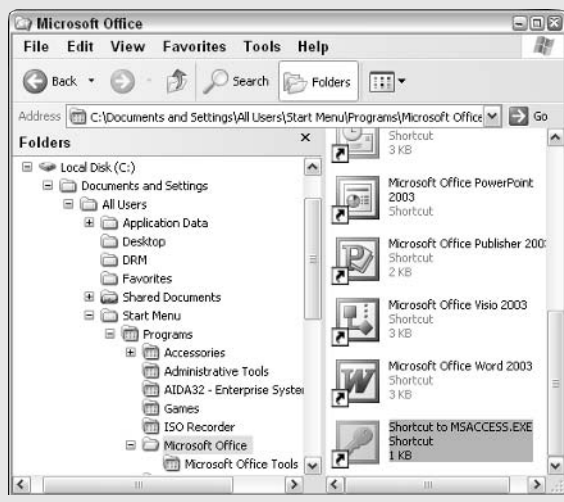 Microsoft Office
File Edit View Favorites Tools Help
Back Search Folders
Address C:\Documents and Settings\All Users\Start Menu\Programs\Microsoft Office Go
Folders
Local Disk (C:)
Documents and Settings
All Users
Application Data
Desktop
DRM
Favorites
Shared Documents
Start Menu
Programs
Accessories
Administrative Tools
AIDA32 - Enterprise Syste
Games
ISO Recorder
Microsoft Office
Microsoft Office Tools
Shortcut
3 KB
Microsoft Office PowerPoint
2003
Shortcut
Microsoft Office Publisher 200
Shortcut
2 KB
Microsoft Office Visio 2003
Shortcut
3 KB
Microsoft Office Word 2003
Shortcut
3 KB
Shortcut to MSACCESS.EXE
Shortcut
1 KB